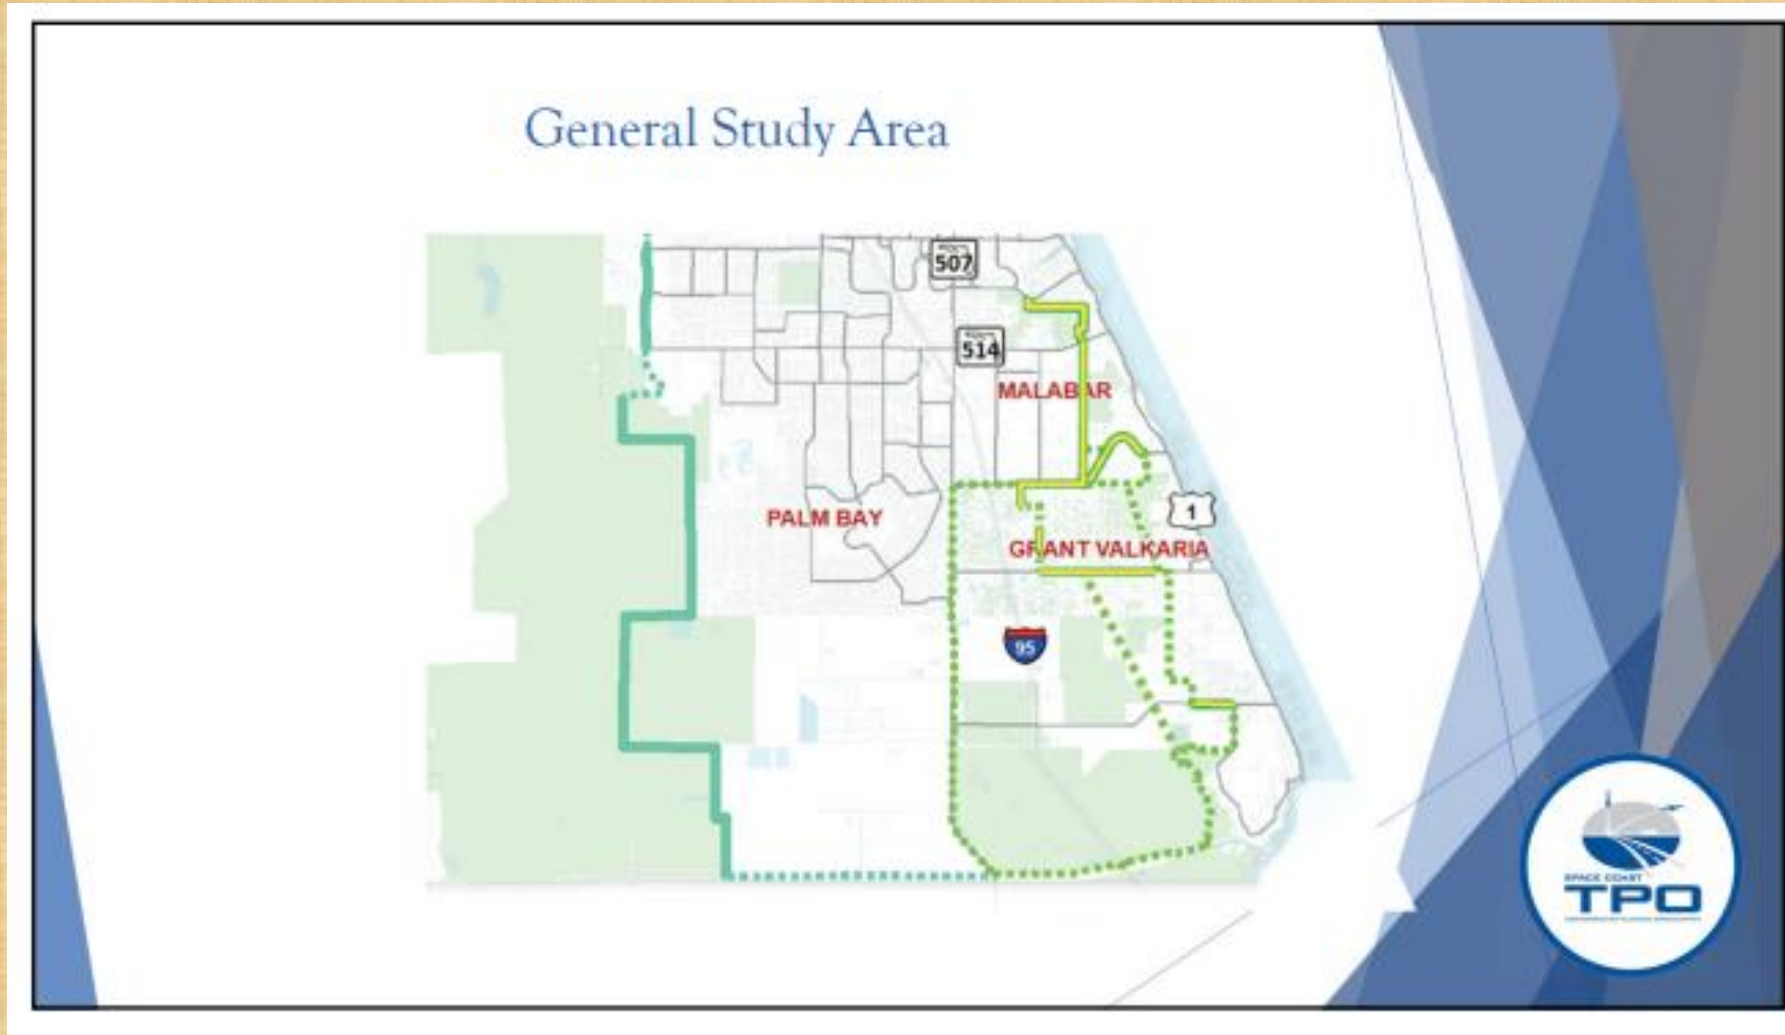 General Study Area
507
514
MALABAR
PALM BAY
1
GRANT VALKARIA
95
SPACE COAST
TPO